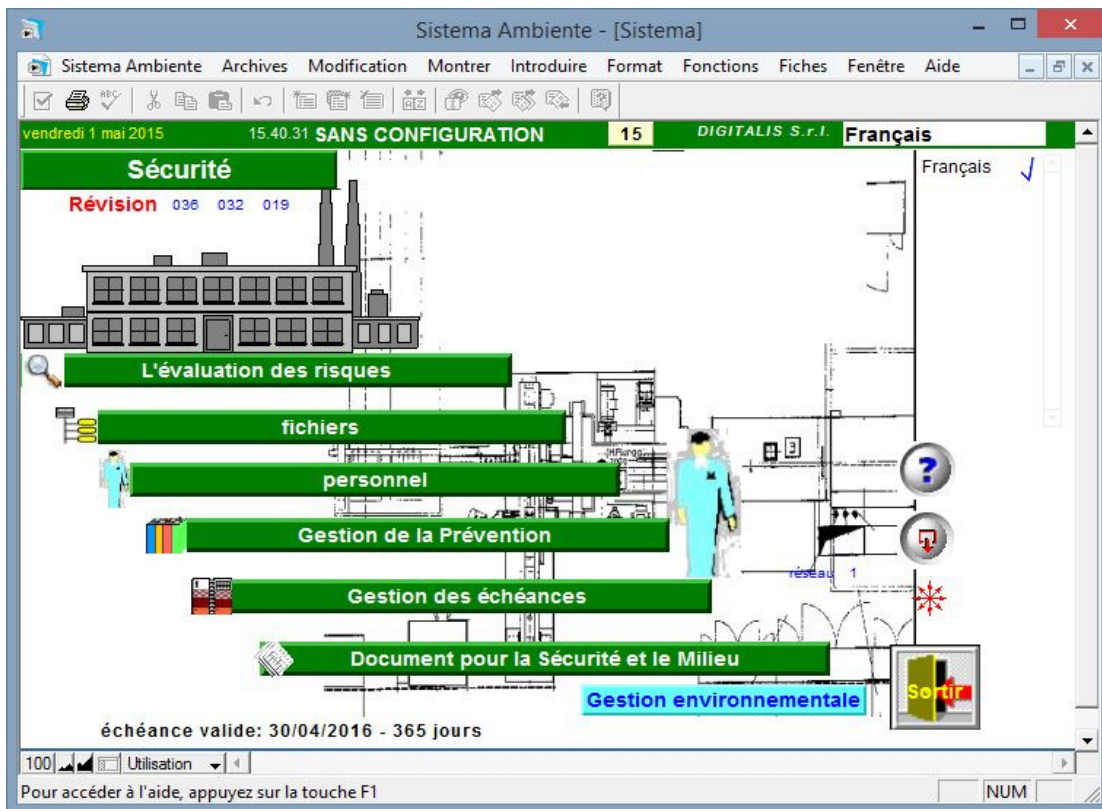 Sistema Ambiente - [Sistema]
Sistema Ambiente Archives Modification Montrer Introduire Format Fonctions Fiches Fenêtre Aide
vendredi 1 mai 2015 15.40.31 SANS CONFIGURATION 15 DIGITALIS S.r.l. Français
Sécurité
Français
Révision 036 032 019
L'évaluation des risques
fichiers
personnel
Gestion de la Prévention
réseau 1
Gestion des échéances
Document pour la Sécurité et le Milieu
Sortir
Gestion environnementale
échéance valide: 30/04/2016 - 365 jours
100 Utilisation
Pour accéder à l'aide, appuyez sur la touche F1 NUM